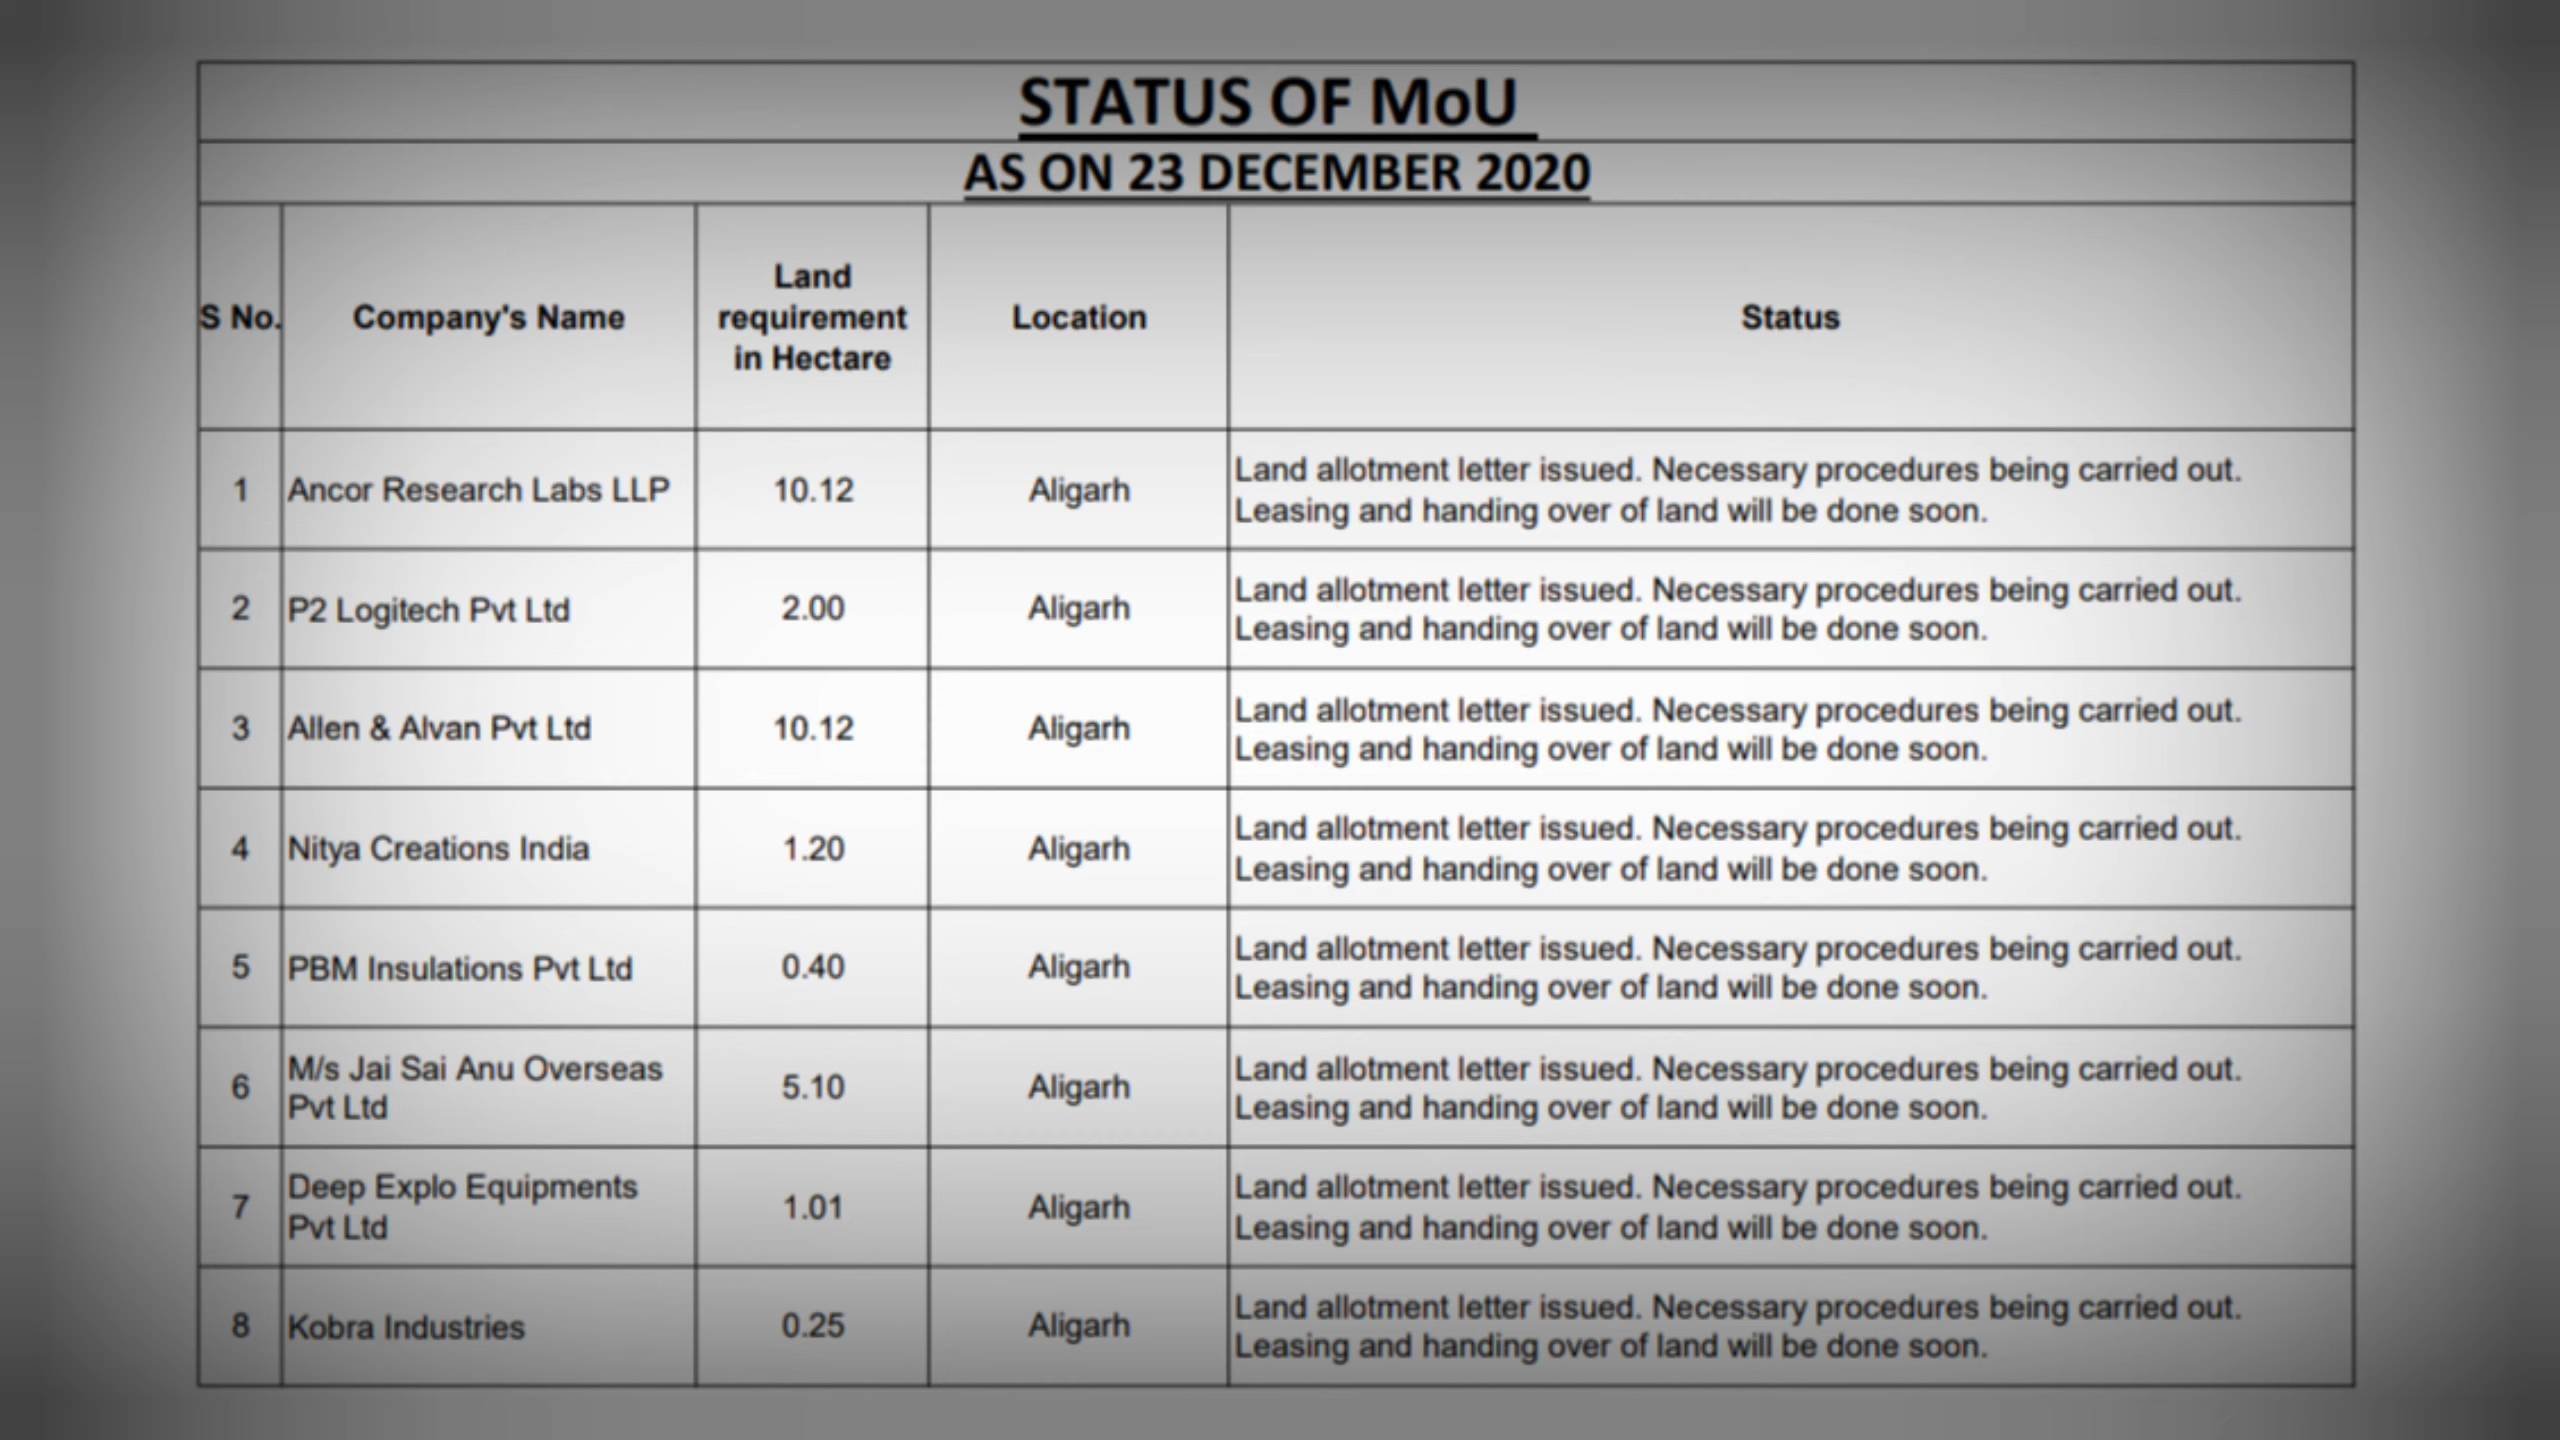 STATUS OF MoU
AS ON 23 DECEMBER 2020
S No. Company's Name Land requirement in Hectare Location Status
1 Ancor Research Labs LLP 10.12 Aligarh Land allotment letter issued. Necessary procedures being carried out.
Leasing and handing over of land will be done soon.
2 P2 Logitech Pvt Ltd 2.00 Aligarh Land allotment letter issued. Necessary procedures being carried out.
Leasing and handing over of land will be done soon.
3 Allen & Alvan Pvt Ltd 10.12 Aligarh Land allotment letter issued. Necessary procedures being carried out.
Leasing and handing over of land will be done soon.
4 Nitya Creations India 1.20 Aligarh Land allotment letter issued. Necessary procedures being carried out.
Leasing and handing over of land will be done soon.
5 PBM Insulations Pvt Ltd 0.40 Aligarh Land allotment letter issued. Necessary procedures being carried out.
Leasing and handing over of land will be done soon.
6 M/s Jai Sai Anu Overseas Pvt Ltd 5.10 Aligarh Land allotment letter issued. Necessary procedures being carried out.
Leasing and handing over of land will be done soon.
7 Deep Explo Equipments Pvt Ltd 1.01 Aligarh Land allotment letter issued. Necessary procedures being carried out.
Leasing and handing over of land will be done soon.
8 Kobra Industries 0.25 Aligarh Land allotment letter issued. Necessary procedures being carried out.
Leasing and handing over of land will be done soon.